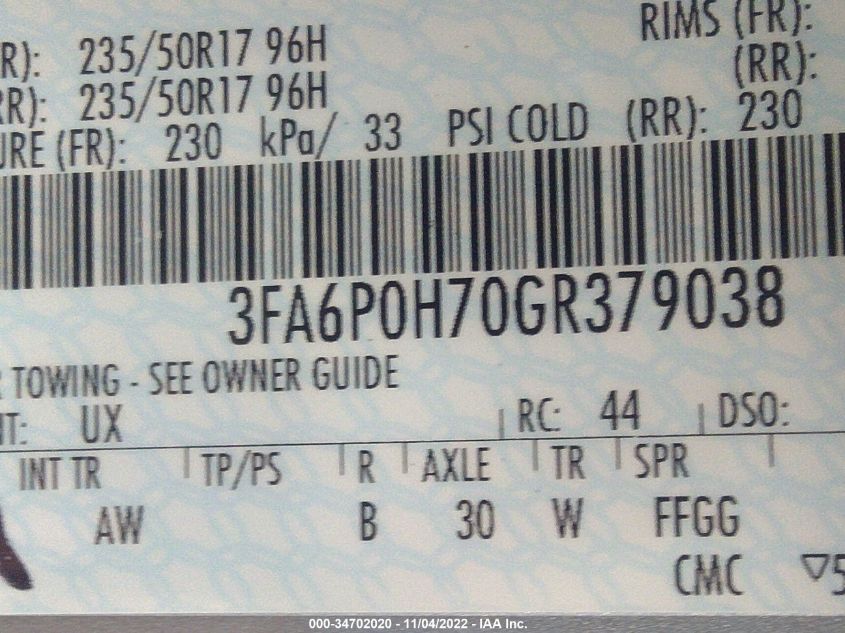 RIMS (FR):
R): 235/50R17 96H (RR):
RR): 235/50R17 96H
URE (FR): 230 kPa/ 33 PSI COLD (RR): 230
3FA6P0H70GR379038
R TOWING - SEE OWNER GUIDE
NT: UX RC: 44 DSO:
INT TR TP/PS R AXLE TR SPR
AW B 30 W FFGG
CMC ▽5
000-34702020 - 11/04/2022 - IAA Inc.